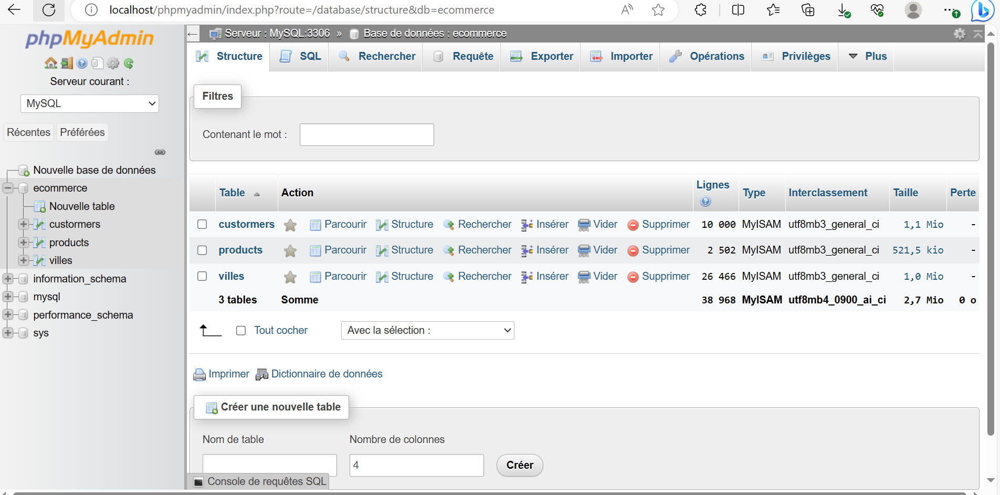 localhost/phpmyadmin/index.php?route=/database/structure&db=ecommerce
phpMyAdmin
Serveur courant :
MySQL
Récentes Préférées
Nouvelle base de données
ecommerce
Nouvelle table
custormers
products
villes
information_schema
mysql
performance_schema
sys
Serveur : MySQL:3306 » Base de données : ecommerce
Structure SQL Rechercher Requête Exporter Importer Opérations Privilèges Plus
Filtres
Contenant le mot :
Table Action Lignes Type Interclassement Taille Perte
custormers Parcourir Structure Rechercher Insérer Vider Supprimer 10 000 MyISAM utf8mb3_general_ci 1,1 Mio -
products Parcourir Structure Rechercher Insérer Vider Supprimer 2 502 MyISAM utf8mb3_general_ci 521,5 kio -
villes Parcourir Structure Rechercher Insérer Vider Supprimer 26 466 MyISAM utf8mb3_general_ci 1,0 Mio -
3 tables Somme 38 968 MyISAM utf8mb4_0900_ai_ci 2,7 Mio 0 o
Tout cocher Avec la sélection :
Imprimer Dictionnaire de données
Créer une nouvelle table
Nom de table Nombre de colonnes
4 Créer
Console de requêtes SQL